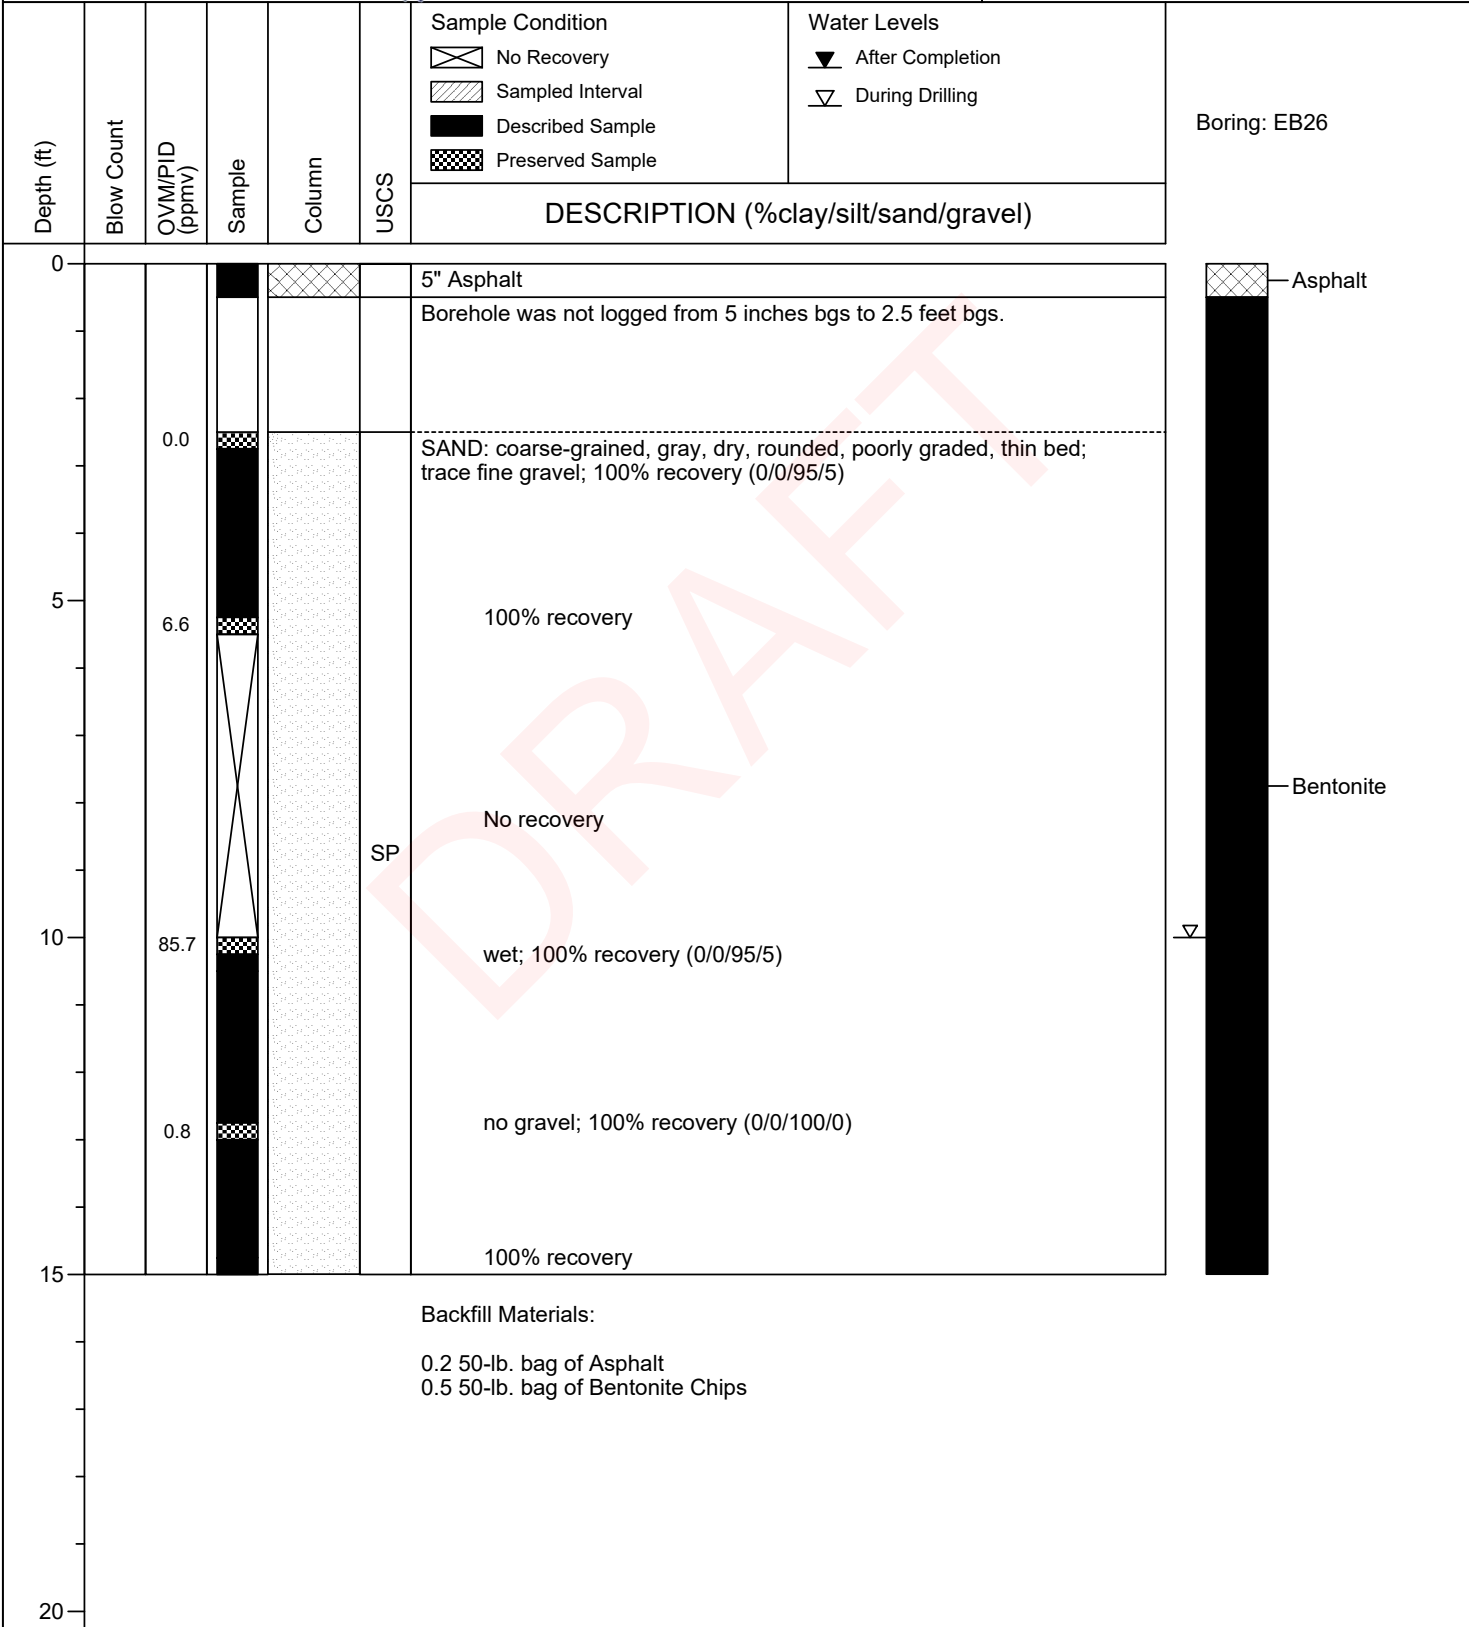 Sample Condition
No Recovery
Sampled Interval
Described Sample
Preserved Sample
Water Levels
After Completion
During Drilling
Boring: EB26
Depth (ft)
Blow Count
OVM/PID
(ppmv)
Sample
Column
USCS
DESCRIPTION (%clay/silt/sand/gravel)
0
5" Asphalt
Asphalt
Borehole was not logged from 5 inches bgs to 2.5 feet bgs.
0.0
SAND: coarse-grained, gray, dry, rounded, poorly graded, thin bed;
trace fine gravel; 100% recovery (0/0/95/5)
5
6.6
100% recovery
Bentonite
No recovery
SP
10
85.7
wet; 100% recovery (0/0/95/5)
0.8
no gravel; 100% recovery (0/0/100/0)
100% recovery
15
Backfill Materials:
0.2 50-lb. bag of Asphalt
0.5 50-lb. bag of Bentonite Chips
20
DRAFT